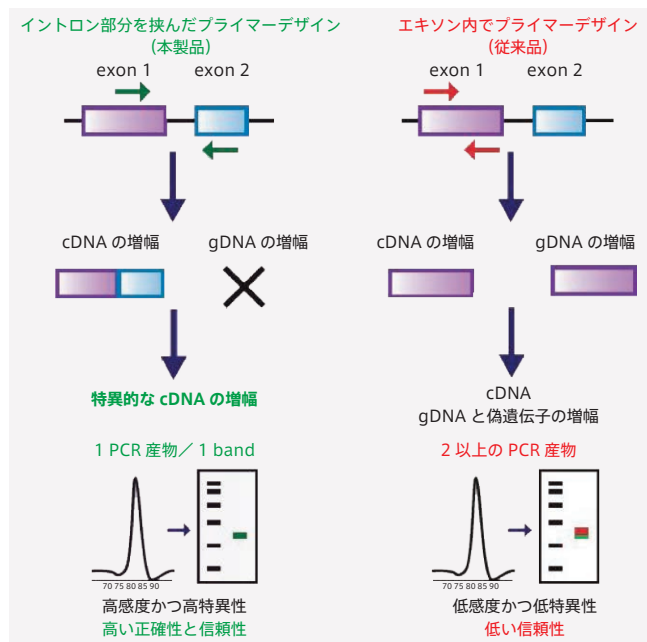 イントロン部分を挟んだプライマーデザイン
(本製品)
exon 1
exon 2
cDNA の増幅
gDNA の増幅
特異的な cDNA の増幅
1 PCR 産物／ 1 band
70 75 80 85 90
高感度かつ高特異性
高い正確性と信頼性
エキソン内でプライマーデザイン
(従来品)
exon 1
exon 2
cDNA の増幅
gDNA の増幅
cDNA
gDNA と偽遺伝子の増幅
2 以上の PCR 産物
70 75 80 85 90
低感度かつ低特異性
低い信頼性